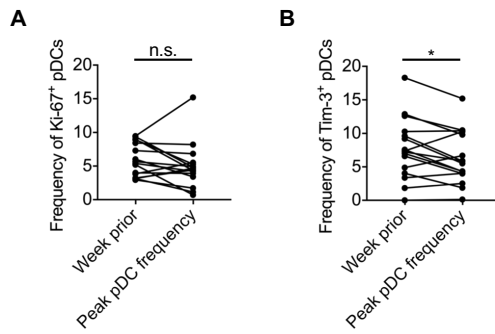 A
n.s.
Frequency of Ki-67⁺ pDCs
20
15
10
5
0
Week prior
Peak pDC frequency
B
*
Frequency of Tim-3⁺ pDCs
20
15
10
5
0
Week prior
Peak pDC frequency